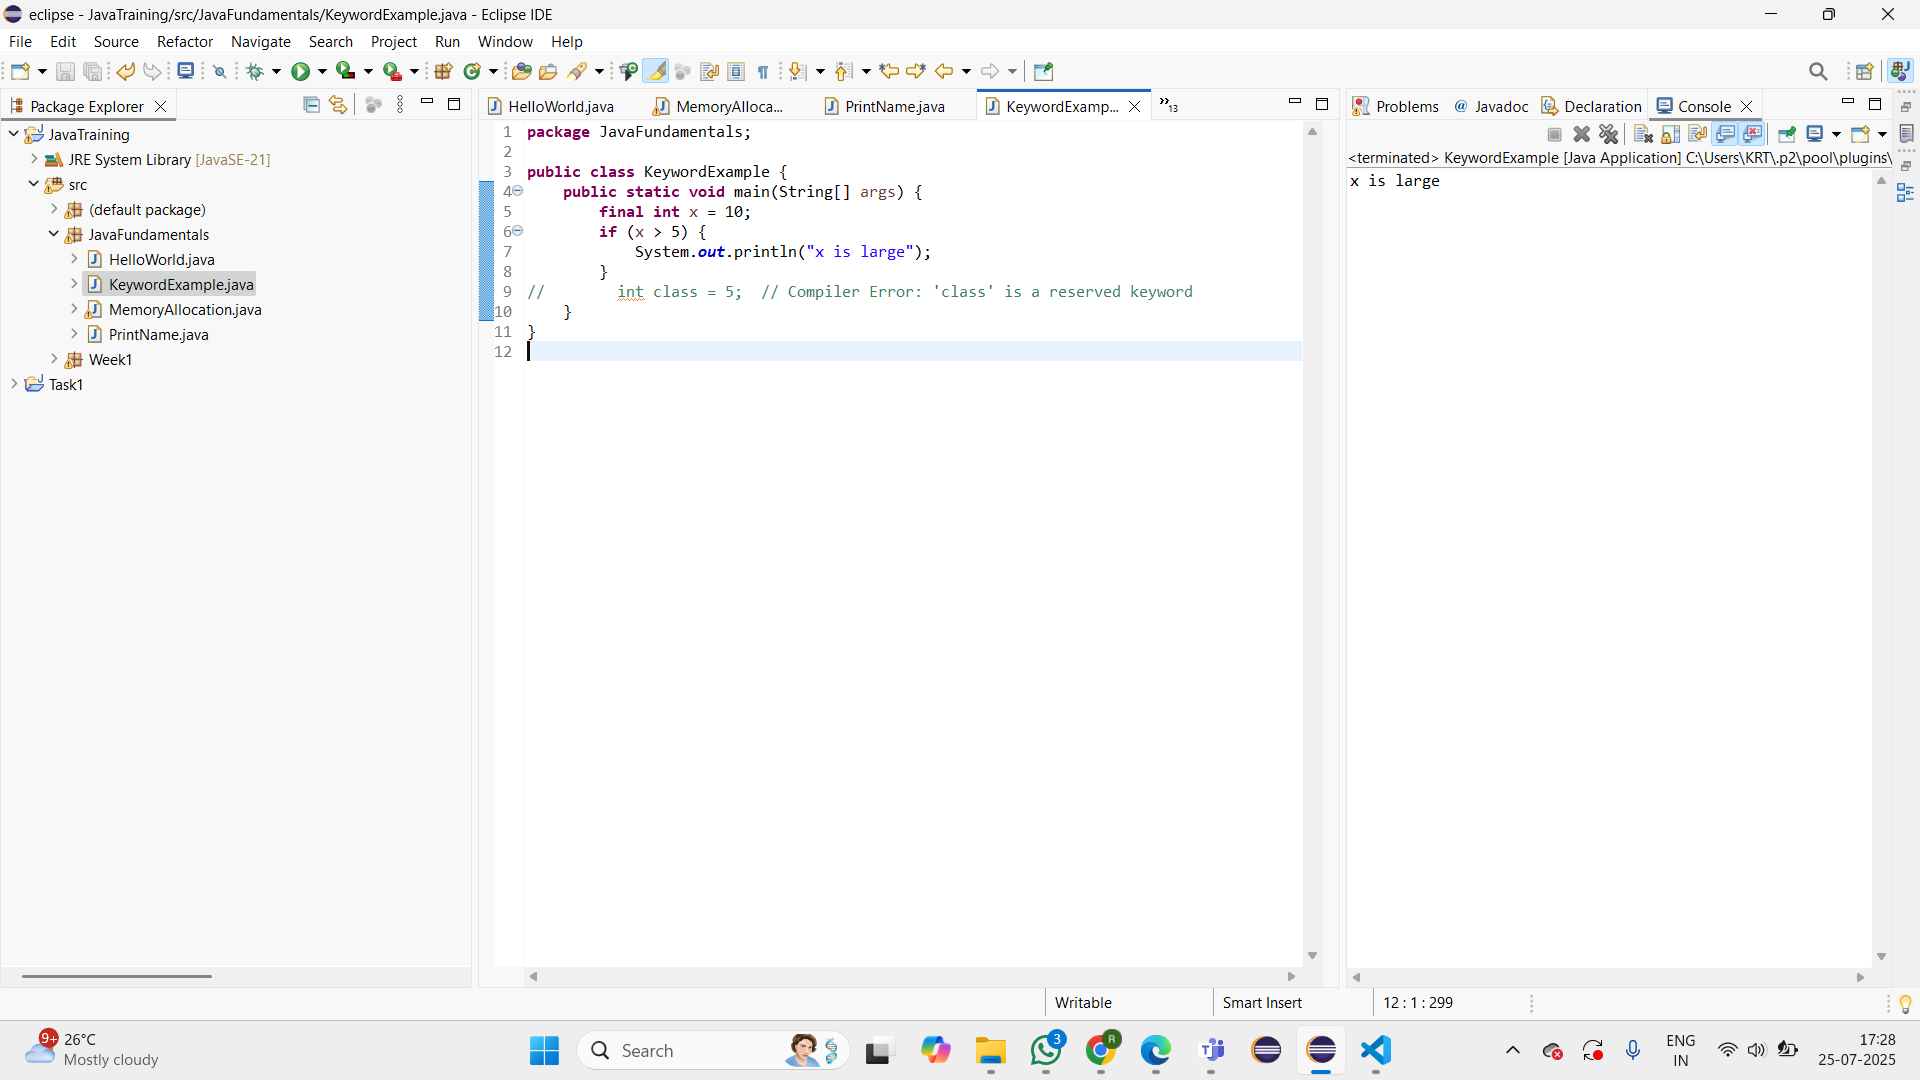 eclipse - JavaTraining/src/JavaFundamentals/KeywordExample.java - Eclipse IDE
File Edit Source Refactor Navigate Search Project Run Window Help
Package Explorer
JavaTraining
JRE System Library [JavaSE-21]
src
(default package)
JavaFundamentals
HelloWorld.java
KeywordExample.java
MemoryAllocation.java
PrintName.java
Week1
Task1
HelloWorld.java MemoryAlloca... PrintName.java KeywordExamp... »13
1 package JavaFundamentals;
2
3 public class KeywordExample {
4 public static void main(String[] args) {
5 final int x = 10;
6 if (x > 5) {
7 System.out.println("x is large");
8 }
9 // int class = 5; // Compiler Error: 'class' is a reserved keyword
10 }
11 }
12
Problems @ Javadoc Declaration Console
<terminated> KeywordExample [Java Application] C:\Users\KRT\.p2\pool\plugins\
x is large
Writable Smart Insert 12 : 1 : 299
9+ 26°C
Mostly cloudy
Search
3
R
ENG
IN
17:28
25-07-2025